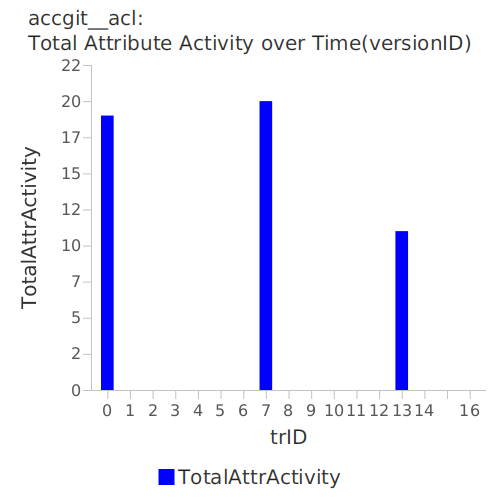 accgit__acl:
Total Attribute Activity over Time(versionID)
TotalAttrActivity
22
20
17
15
12
10
7
5
2
0
0 1 2 3 4 5 6 7 8 9 10 11 12 13 14 16
trID
TotalAttrActivity